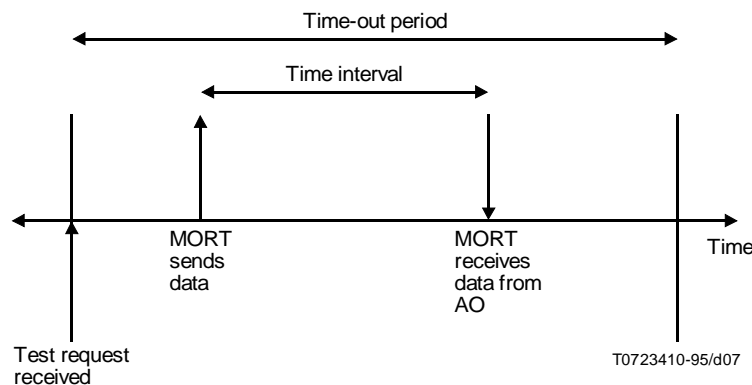 Time-out period
Time interval
MORT
sends
data
MORT
receives
data from
AO
Time
Test request
received
T0723410-95/d07